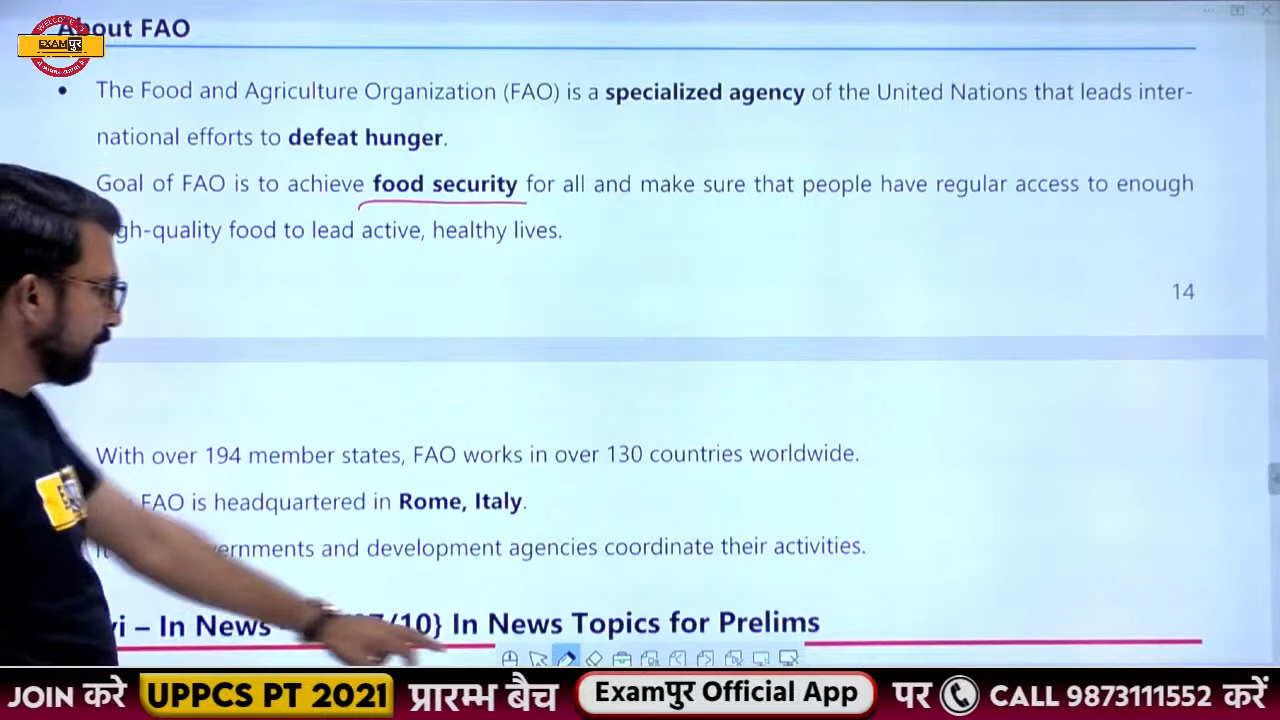 About FAO
WELCOME TO
EXAMपुर
The Food and Agriculture Organization (FAO) is a specialized agency of the United Nations that leads inter-
national efforts to defeat hunger.
Goal of FAO is to achieve food security for all and make sure that people have regular access to enough
gh-quality food to lead active, healthy lives.
14
With over 194 member states, FAO works in over 130 countries worldwide.
FAO is headquartered in Rome, Italy.
ernments and development agencies coordinate their activities.
– In News /10} In News Topics for Prelims
JOIN करे UPPCS PT 2021 प्रारम्भ बैच Examपुर Official App पर CALL 9873111552 करें